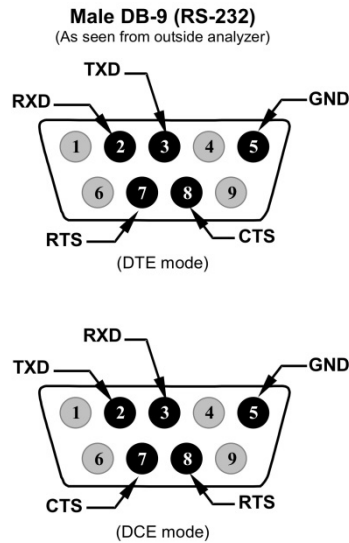 Male DB-9 (RS-232)
(As seen from outside analyzer)
TXD
RXD
GND
1 2 3 4 5
6 7 8 9
RTS
CTS
(DTE mode)
RXD
TXD
GND
1 2 3 4 5
6 7 8 9
CTS
RTS
(DCE mode)